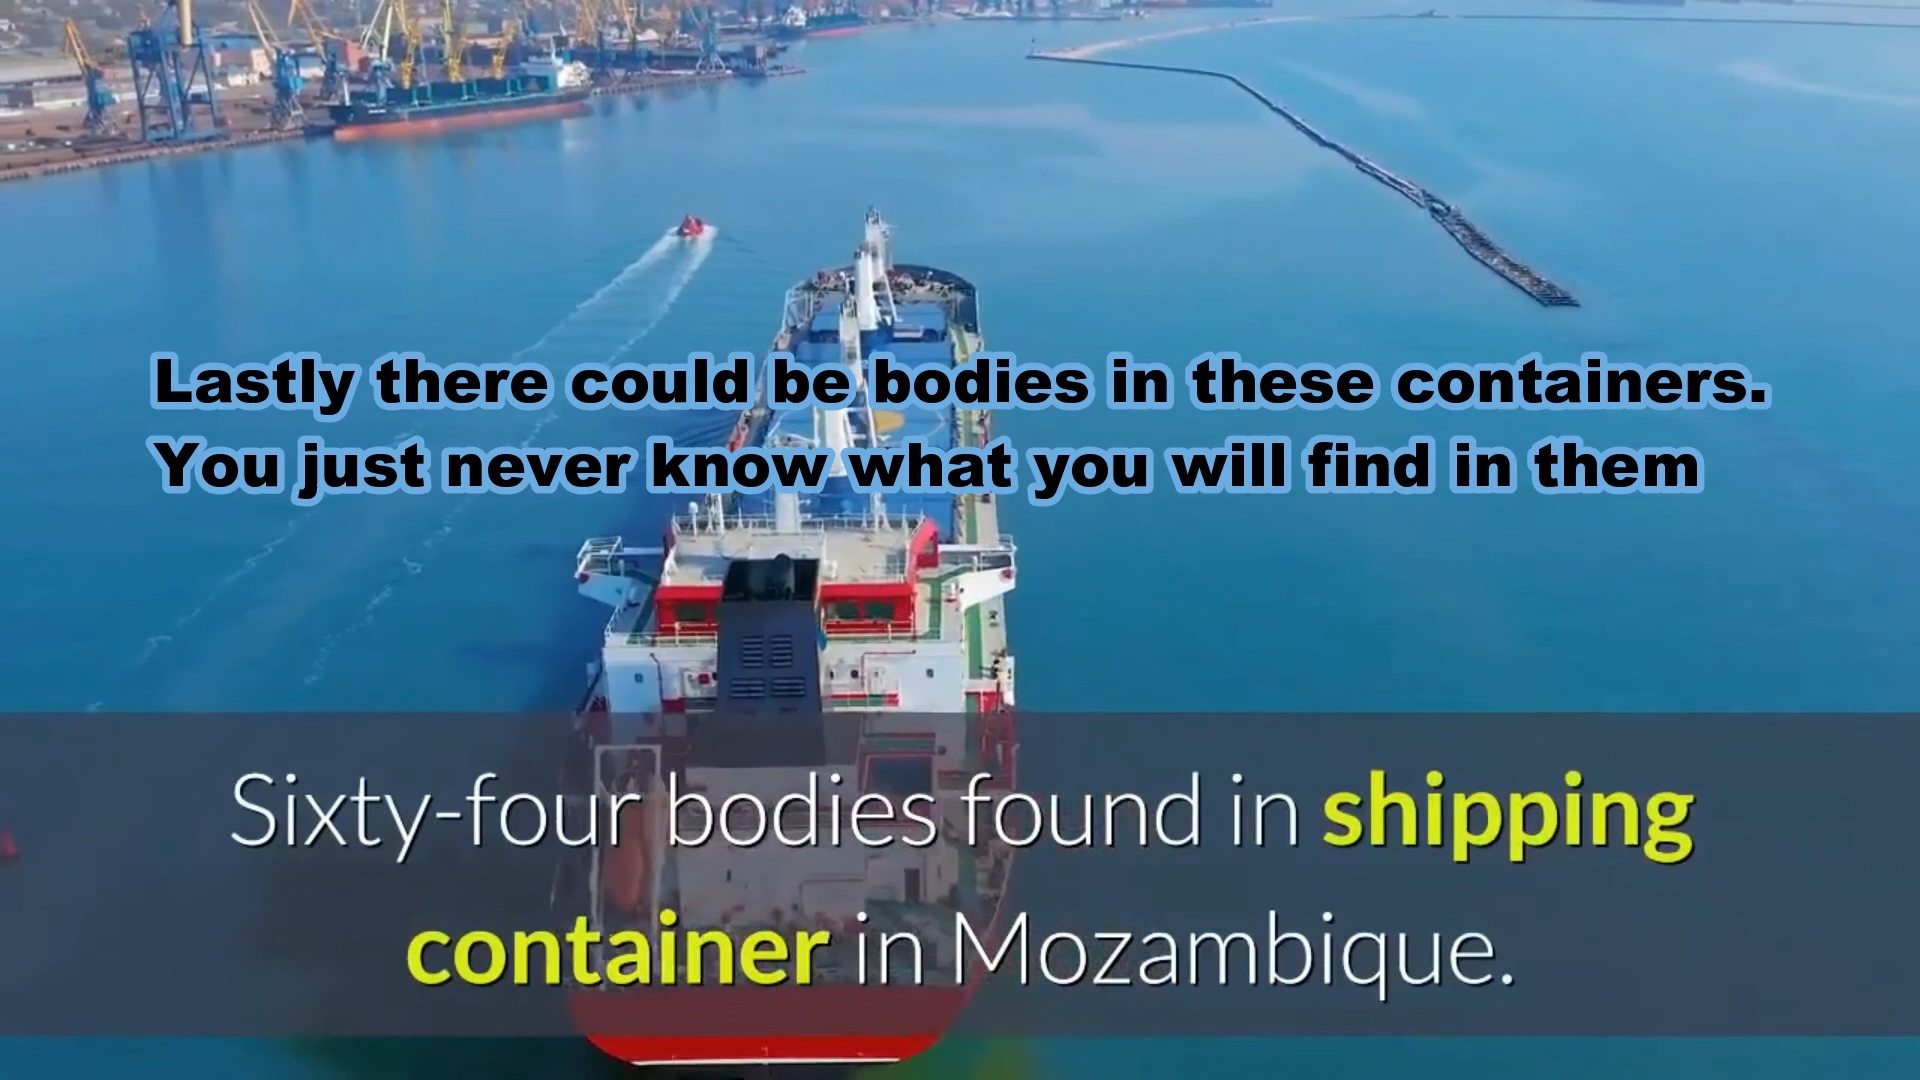 Lastly there could be bodies in these containers.
You just never know what you will find in them
Sixty-four bodies found in shipping
container in Mozambique.